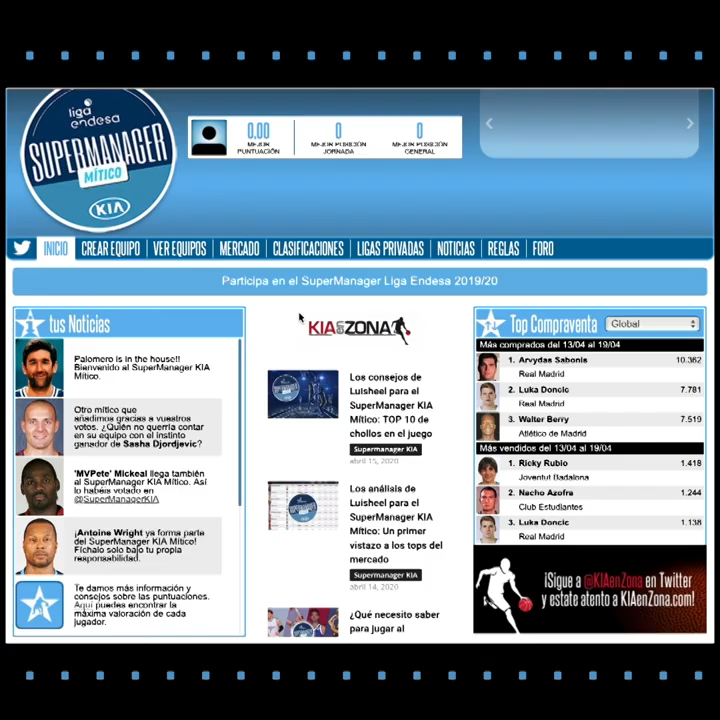 liga
endesa
SUPERMANAGER
MÍTICO
KIA
0,00
MEJOR
PUNTUACIÓN
0
MEJOR POSICIÓN
JORNADA
0
MEJOR POSICIÓN
GENERAL
INICIO CREAR EQUIPO VER EQUIPOS MERCADO CLASIFICACIONES LIGAS PRIVADAS NOTICIAS REGLAS FORO
Participa en el SuperManager Liga Endesa 2019/20
tus Noticias
Palomero is in the house!!
Bienvenido al SuperManager KIA
Mítico.
Otro mítico que
añadimos gracias a vuestros
votos. ¿Quién no querría contar
en su equipo con el instinto
ganador de Sasha Djordjevic?
'MVPete' Mickeal llega también
al SuperManager KIA Mítico. Así
lo habéis votado en
@SuperManagerKIA
¡Antoine Wright ya forma parte
del SuperManager KIA Mítico!
Fíchalo solo bajo tu propia
responsabilidad.
Te damos más información y
consejos sobre las puntuaciones.
Aquí puedes encontrar la
máxima valoración de cada
jugador.
KIA en ZONA
Los consejos de
Luisheel para el
SuperManager KIA
Mítico: TOP 10 de
chollos en el juego
Supermanager KIA
abril 15, 2020
Los análisis de
Luisheel para el
SuperManager KIA
Mítico: Un primer
vistazo a los tops del
mercado
Supermanager KIA
abril 14, 2020
¿Qué necesito saber
para jugar al
Top Compraventa
Global
Más comprados del 13/04 al 19/04
1. Arvydas Sabonis 10.362
Real Madrid
2. Luka Doncic 7.781
Real Madrid
3. Walter Berry 7.519
Atlético de Madrid
Más vendidos del 13/04 al 19/04
1. Ricky Rubio 1.418
Joventut Badalona
2. Nacho Azofra 1.244
Club Estudiantes
3. Luka Doncic 1.138
Real Madrid
¡Sigue a @KIAenZona en Twitter
y estate atento a KIAenZona.com!